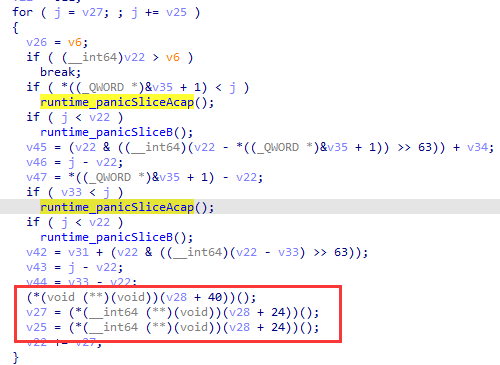 for ( j = v27; ; j += v25 )
{
v26 = v6;
if ( (__int64)v22 > v6 )
break;
if ( *((_QWORD *)&v35 + 1) < j )
runtime_panicSliceAcap();
if ( j < v22 )
runtime_panicSliceB();
v45 = (v22 & ((__int64)(v22 - *((_QWORD *)&v35 + 1)) >> 63)) + v34;
v46 = j - v22;
v47 = *((_QWORD *)&v35 + 1) - v22;
if ( v33 < j )
runtime_panicSliceAcap();
if ( j < v22 )
runtime_panicSliceB();
v42 = v31 + (v22 & ((__int64)(v22 - v33) >> 63));
v43 = j - v22;
v44 = v33 - v22;
(*(void (**)(void))(v28 + 40))();
v27 = (*(__int64 (**)(void))(v28 + 24))();
v25 = (*(__int64 (**)(void))(v28 + 24))();
v22 += v27;
}